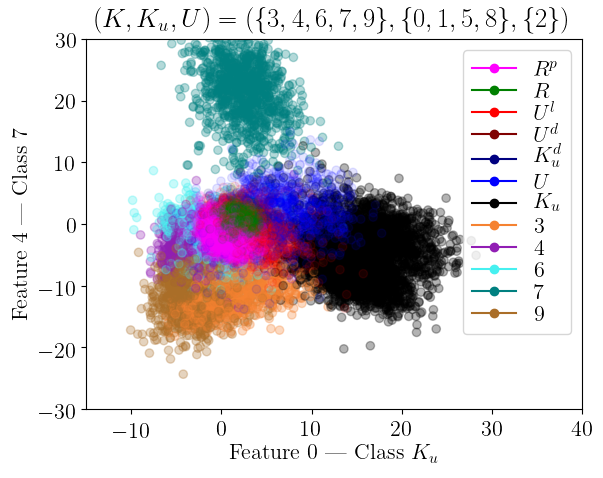 (K, K_u, U) = ({3, 4, 6, 7, 9}, {0, 1, 5, 8}, {2})
30
20
10
0
−10
−20
−30
Feature 4 — Class 7
−10
0
10
20
30
40
Feature 0 — Class K_u
R^p
R
U^l
U^d
K_u^d
U
K_u
3
4
6
7
9